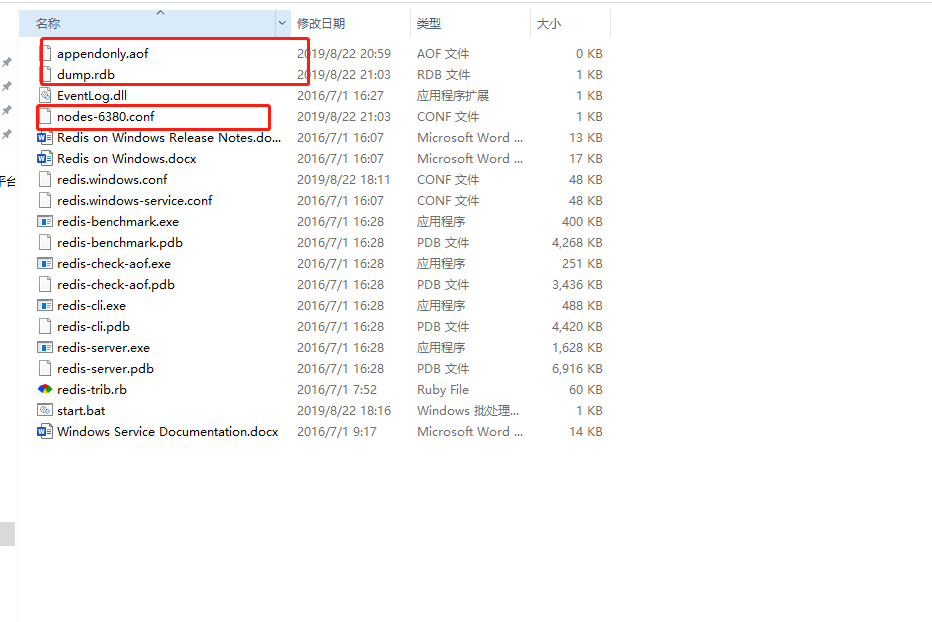 名称 修改日期 类型 大小
appendonly.aof 2019/8/22 20:59 AOF 文件 0 KB
dump.rdb 2019/8/22 21:03 RDB 文件 1 KB
EventLog.dll 2016/7/1 16:27 应用程序扩展 1 KB
nodes-6380.conf 2019/8/22 21:03 CONF 文件 1 KB
Redis on Windows Release Notes.do... 2016/7/1 16:07 Microsoft Word ... 13 KB
Redis on Windows.docx 2016/7/1 16:07 Microsoft Word ... 17 KB
平台
redis.windows.conf 2019/8/22 18:11 CONF 文件 48 KB
redis.windows-service.conf 2016/7/1 16:07 CONF 文件 48 KB
redis-benchmark.exe 2016/7/1 16:28 应用程序 400 KB
redis-benchmark.pdb 2016/7/1 16:28 PDB 文件 4,268 KB
redis-check-aof.exe 2016/7/1 16:28 应用程序 251 KB
redis-check-aof.pdb 2016/7/1 16:28 PDB 文件 3,436 KB
redis-cli.exe 2016/7/1 16:28 应用程序 488 KB
redis-cli.pdb 2016/7/1 16:28 PDB 文件 4,420 KB
redis-server.exe 2016/7/1 16:28 应用程序 1,628 KB
redis-server.pdb 2016/7/1 16:28 PDB 文件 6,916 KB
redis-trib.rb 2016/7/1 7:52 Ruby File 60 KB
start.bat 2019/8/22 18:16 Windows 批处理... 1 KB
Windows Service Documentation.docx 2016/7/1 9:17 Microsoft Word ... 14 KB